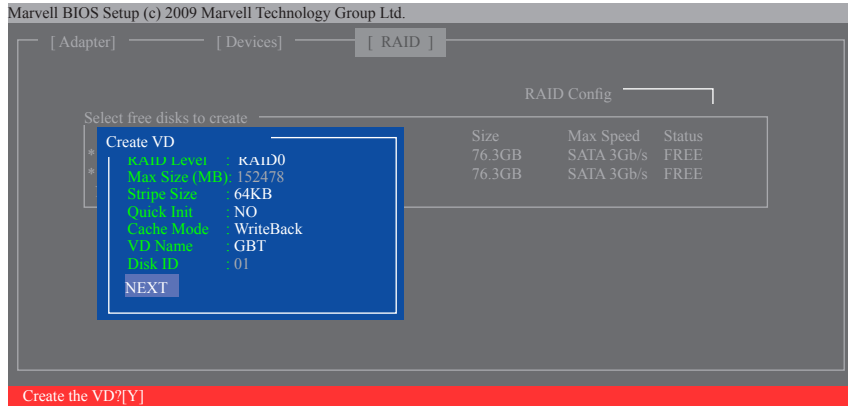 Marvell BIOS Setup (c) 2009 Marvell Technology Group Ltd.
[ Adapter] [ Devices] [ RAID ]
RAID Config
Select free disks to create
Size Max Speed Status
* 76.3GB SATA 3Gb/s FREE
* 76.3GB SATA 3Gb/s FREE
Create VD
RAID Level : RAID0
Max Size (MB): 152478
Stripe Size : 64KB
Quick Init : NO
Cache Mode : WriteBack
VD Name : GBT
Disk ID : 01
NEXT
Create the VD?[Y]